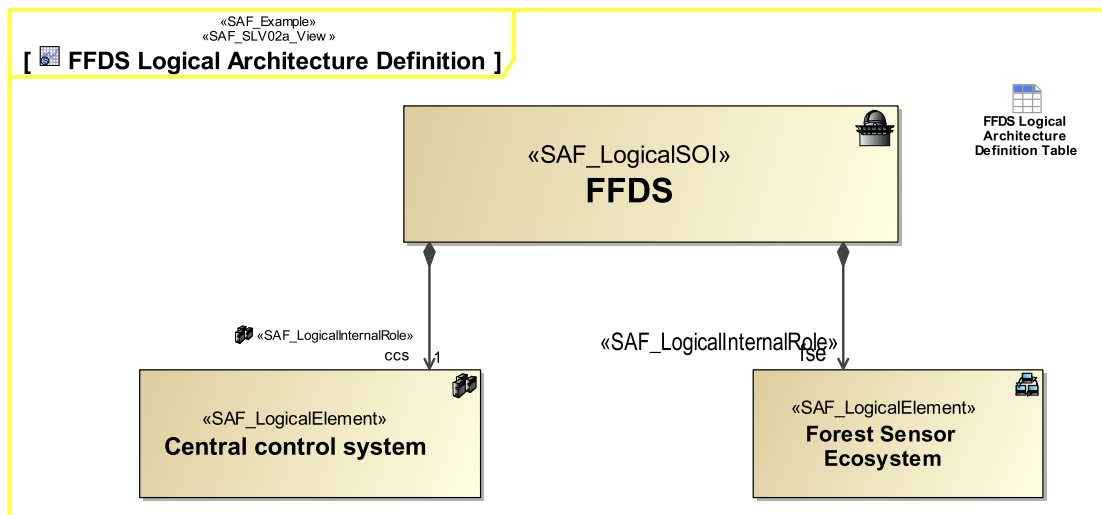 «SAF_Example»
«SAF_SLV02a_View »
[ FFDS Logical Architecture Definition ]
FFDS Logical
Architecture
Definition Table
«SAF_LogicalSOI»
FFDS
«SAF_LogicalInternalRole»
ccs
1
«SAF_LogicalInternalRole»
fse
«SAF_LogicalElement»
Central control system
«SAF_LogicalElement»
Forest Sensor
Ecosystem